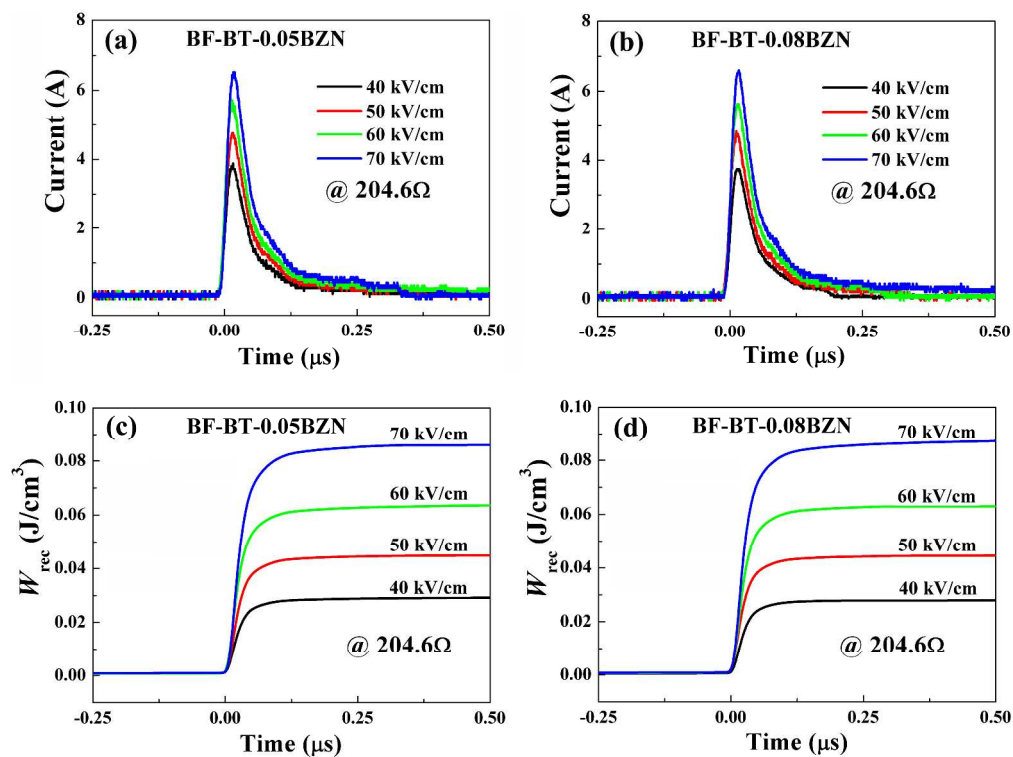 (a)
BF-BT-0.05BZN
40 kV/cm
50 kV/cm
60 kV/cm
70 kV/cm
@ 204.6Ω
Current (A)
8
6
4
2
0
-0.25
0.00
0.25
0.50
Time (μs)
(b)
BF-BT-0.08BZN
40 kV/cm
50 kV/cm
60 kV/cm
70 kV/cm
@ 204.6Ω
Current (A)
8
6
4
2
0
-0.25
0.00
0.25
0.50
Time (μs)
(c)
BF-BT-0.05BZN
70 kV/cm
60 kV/cm
50 kV/cm
40 kV/cm
@ 204.6Ω
Wrec (J/cm³)
0.10
0.08
0.06
0.04
0.02
0.00
-0.25
0.00
0.25
0.50
Time (μs)
(d)
BF-BT-0.08BZN
70 kV/cm
60 kV/cm
50 kV/cm
40 kV/cm
@ 204.6Ω
Wrec (J/cm³)
0.10
0.08
0.06
0.04
0.02
0.00
-0.25
0.00
0.25
0.50
Time (μs)